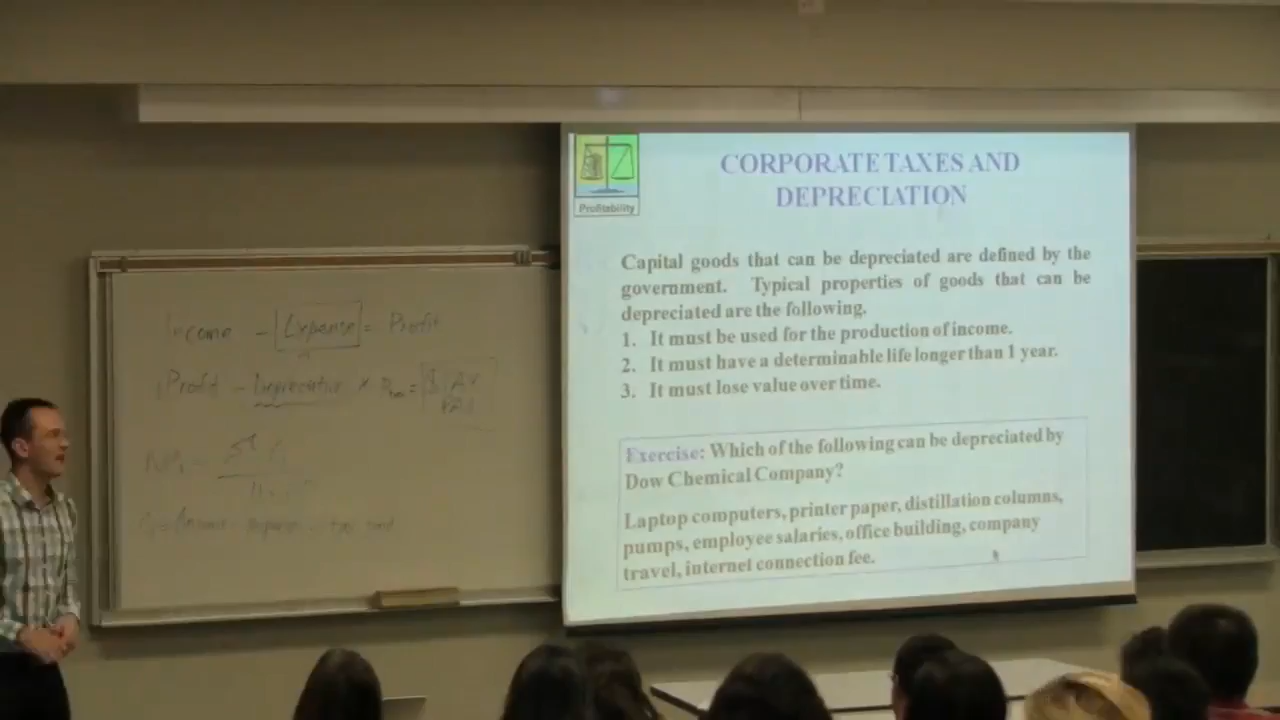 Profitability
CORPORATE TAXES AND
DEPRECIATION
Capital goods that can be depreciated are defined by the
government. Typical properties of goods that can be
depreciated are the following.
1. It must be used for the production of income.
2. It must have a determinable life longer than 1 year.
3. It must lose value over time.
Exercise: Which of the following can be depreciated by
Dow Chemical Company?
Laptop computers, printer paper, distillation columns,
pumps, employee salaries, office building, company
travel, internet connection fee.
Income - Expense = Profit
Profit - Depreciation